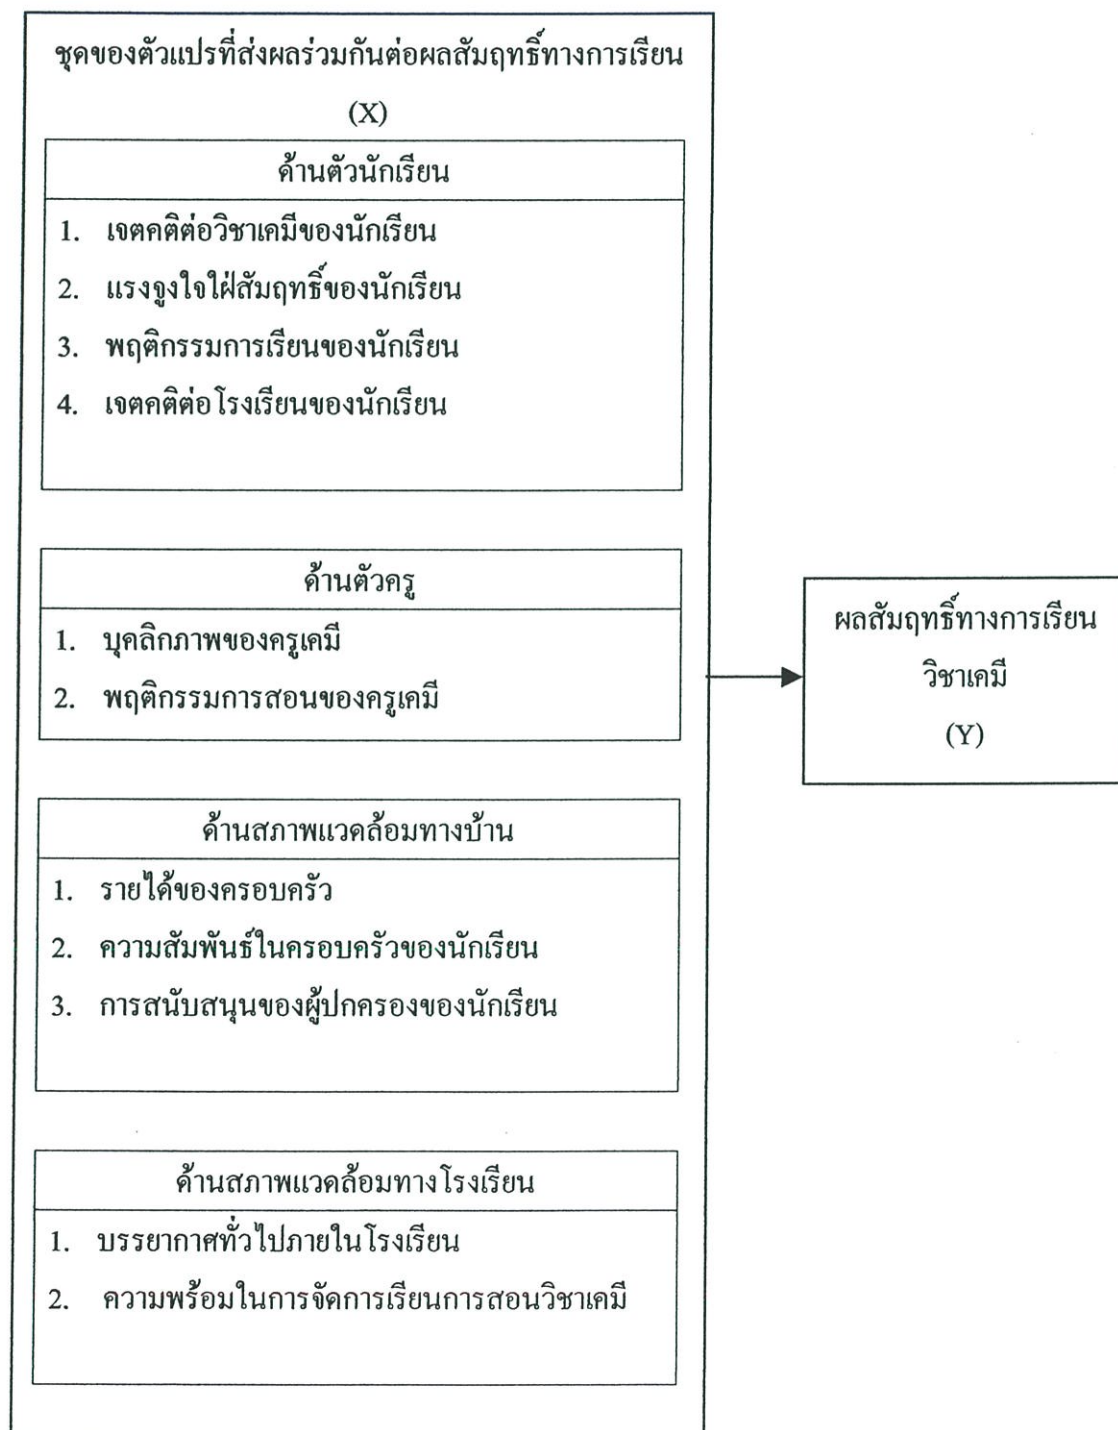 ชุดของตัวแปรที่ส่งผลร่วมกันต่อผลสัมฤทธิ์ทางการเรียน
(X)
ด้านตัวนักเรียน
1. เจตคติต่อวิชาเคมีของนักเรียน
2. แรงจูงใจใฝ่สัมฤทธิ์ของนักเรียน
3. พฤติกรรมการเรียนของนักเรียน
4. เจตคติต่อโรงเรียนของนักเรียน
ด้านตัวครู
1. บุคลิกภาพของครูเคมี
2. พฤติกรรมการสอนของครูเคมี
ด้านสภาพแวดล้อมทางบ้าน
1. รายได้ของครอบครัว
2. ความสัมพันธ์ในครอบครัวของนักเรียน
3. การสนับสนุนของผู้ปกครองของนักเรียน
ด้านสภาพแวดล้อมทางโรงเรียน
1. บรรยากาศทั่วไปภายในโรงเรียน
2. ความพร้อมในการจัดการเรียนการสอนวิชาเคมี
ผลสัมฤทธิ์ทางการเรียน
วิชาเคมี
(Y)